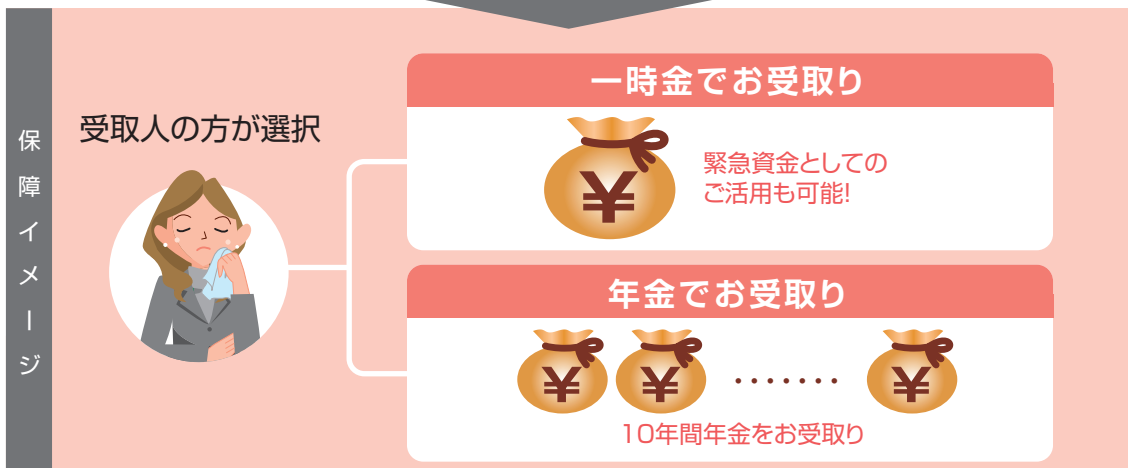 保障イメージ
受取人の方が選択
一時金でお受取り
¥
緊急資金としての
ご活用も可能!
年金でお受取り
¥ ¥ ・・・・・・・ ¥
10年間年金をお受取り